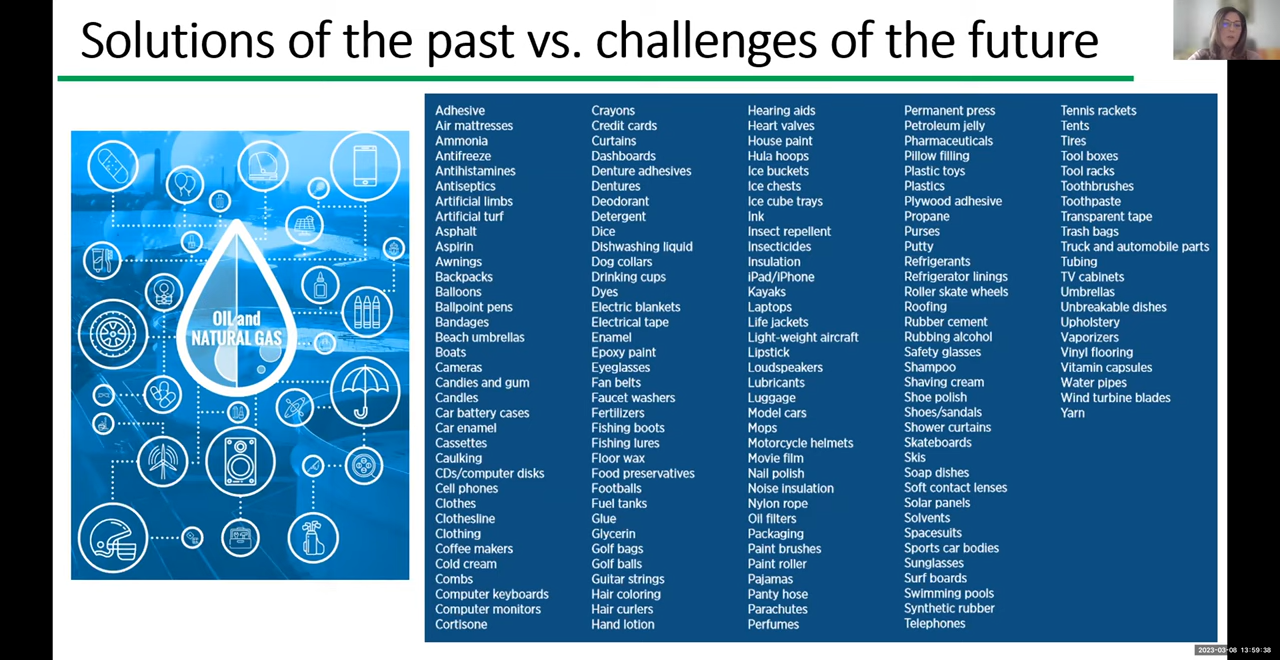 Solutions of the past vs. challenges of the future
OIL and
NATURAL GAS
Adhesive
Air mattresses
Ammonia
Antifreeze
Antihistamines
Antiseptics
Artificial limbs
Artificial turf
Asphalt
Aspirin
Awnings
Backpacks
Balloons
Ballpoint pens
Bandages
Beach umbrellas
Boats
Cameras
Candies and gum
Candles
Car battery cases
Car enamel
Cassettes
Caulking
CDs/computer disks
Cell phones
Clothes
Clothesline
Clothing
Coffee makers
Cold cream
Combs
Computer keyboards
Computer monitors
Cortisone
Crayons
Credit cards
Curtains
Dashboards
Denture adhesives
Dentures
Deodorant
Detergent
Dice
Dishwashing liquid
Dog collars
Drinking cups
Dyes
Electric blankets
Electrical tape
Enamel
Epoxy paint
Eyeglasses
Fan belts
Faucet washers
Fertilizers
Fishing boots
Fishing lures
Floor wax
Food preservatives
Footballs
Fuel tanks
Glue
Glycerin
Golf bags
Golf balls
Guitar strings
Hair coloring
Hair curlers
Hand lotion
Hearing aids
Heart valves
House paint
Hula hoops
Ice buckets
Ice chests
Ice cube trays
Ink
Insect repellent
Insecticides
Insulation
iPad/iPhone
Kayaks
Laptops
Life jackets
Light-weight aircraft
Lipstick
Loudspeakers
Lubricants
Luggage
Model cars
Mops
Motorcycle helmets
Movie film
Nail polish
Noise insulation
Nylon rope
Oil filters
Packaging
Paint brushes
Paint roller
Pajamas
Panty hose
Parachutes
Perfumes
Permanent press
Petroleum jelly
Pharmaceuticals
Pillow filling
Plastic toys
Plastics
Plywood adhesive
Propane
Purses
Putty
Refrigerants
Refrigerator linings
Roller skate wheels
Roofing
Rubber cement
Rubbing alcohol
Safety glasses
Shampoo
Shaving cream
Shoe polish
Shoes/sandals
Shower curtains
Skateboards
Skis
Soap dishes
Soft contact lenses
Solar panels
Solvents
Spacesuits
Sports car bodies
Sunglasses
Surf boards
Swimming pools
Synthetic rubber
Telephones
Tennis rackets
Tents
Tires
Tool boxes
Tool racks
Toothbrushes
Toothpaste
Transparent tape
Trash bags
Truck and automobile parts
Tubing
TV cabinets
Umbrellas
Unbreakable dishes
Upholstery
Vaporizers
Vinyl flooring
Vitamin capsules
Water pipes
Wind turbine blades
Yarn
2023-03-08 13:59:38